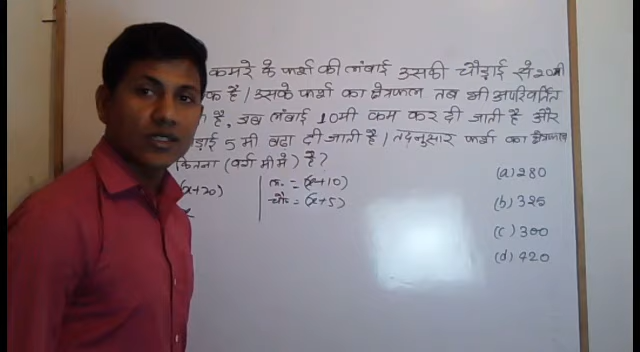 कमरे के फर्श की लंबाई उसकी चौड़ाई से 20मी
क है। उसके फर्श का क्षेत्रफल तब भी अपरिवर्तित
है, जब लंबाई 10मी कम कर दी जाती है और
ड़ाई 5 मी बढ़ा दी जाती है। तदनुसार फर्श का क्षेत्रफल
कितना (वर्ग मी में) है?
(a) 280
(x+20)
ल. = (x+10)
चौ. = (x+5)
(b) 325
(c) 300
(d) 420